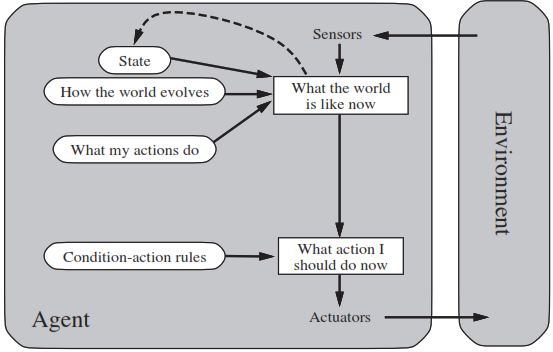 Sensors
State
How the world evolves
What the world
is like now
What my actions do
Environment
Condition-action rules
What action I
should do now
Agent
Actuators